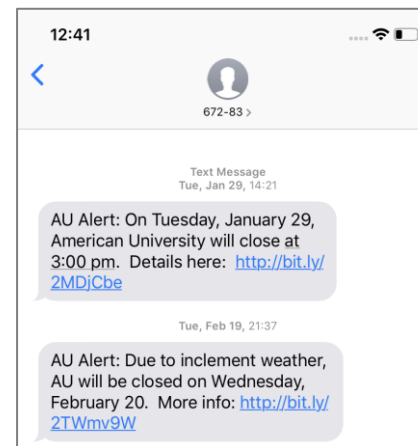 12:41
672-83 >
Text Message
Tue, Jan 29, 14:21
AU Alert: On Tuesday, January 29,
American University will close at
3:00 pm.  Details here:  http://bit.ly/
2MDjCbe
Tue, Feb 19, 21:37
AU Alert: Due to inclement weather,
AU will be closed on Wednesday,
February 20.  More info: http://bit.ly/
2TWmv9W